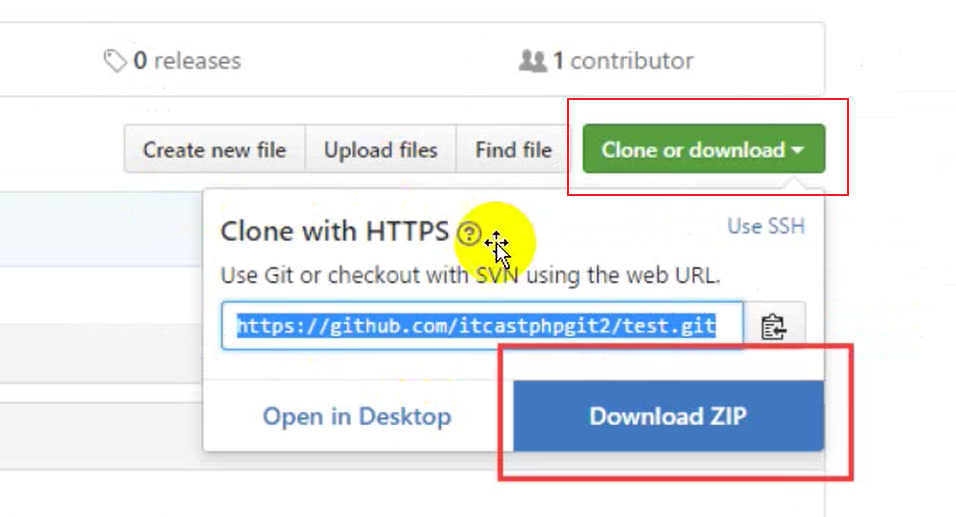 0 releases
1 contributor
Create new file
Upload files
Find file
Clone or download
Clone with HTTPS ?
Use SSH
Use Git or checkout with SVN using the web URL.
https://github.com/itcastphpgit2/test.git
Open in Desktop
Download ZIP